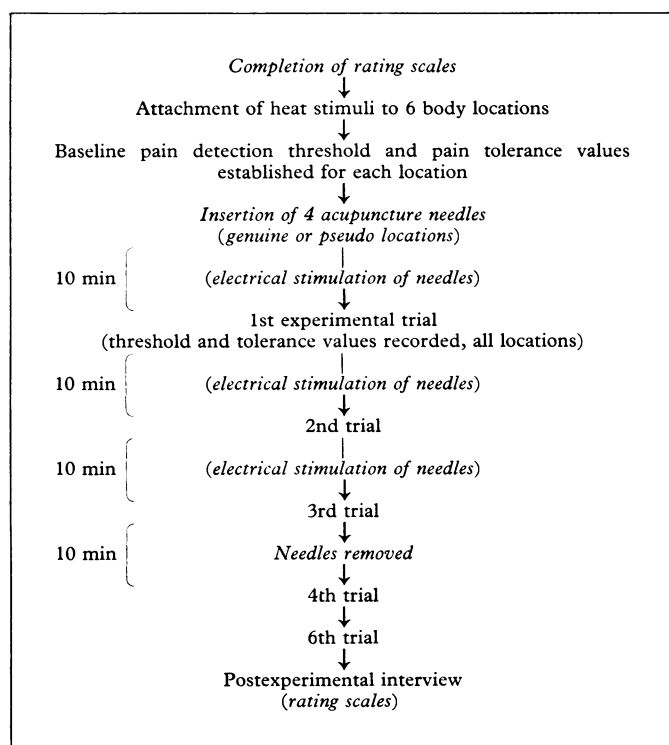 Completion of rating scales
Attachment of heat stimuli to 6 body locations
Baseline pain detection threshold and pain tolerance values
established for each location
Insertion of 4 acupuncture needles
(genuine or pseudo locations)
10 min (electrical stimulation of needles)
1st experimental trial
(threshold and tolerance values recorded, all locations)
10 min (electrical stimulation of needles)
2nd trial
10 min (electrical stimulation of needles)
3rd trial
10 min Needles removed
4th trial
6th trial
Postexperimental interview
(rating scales)